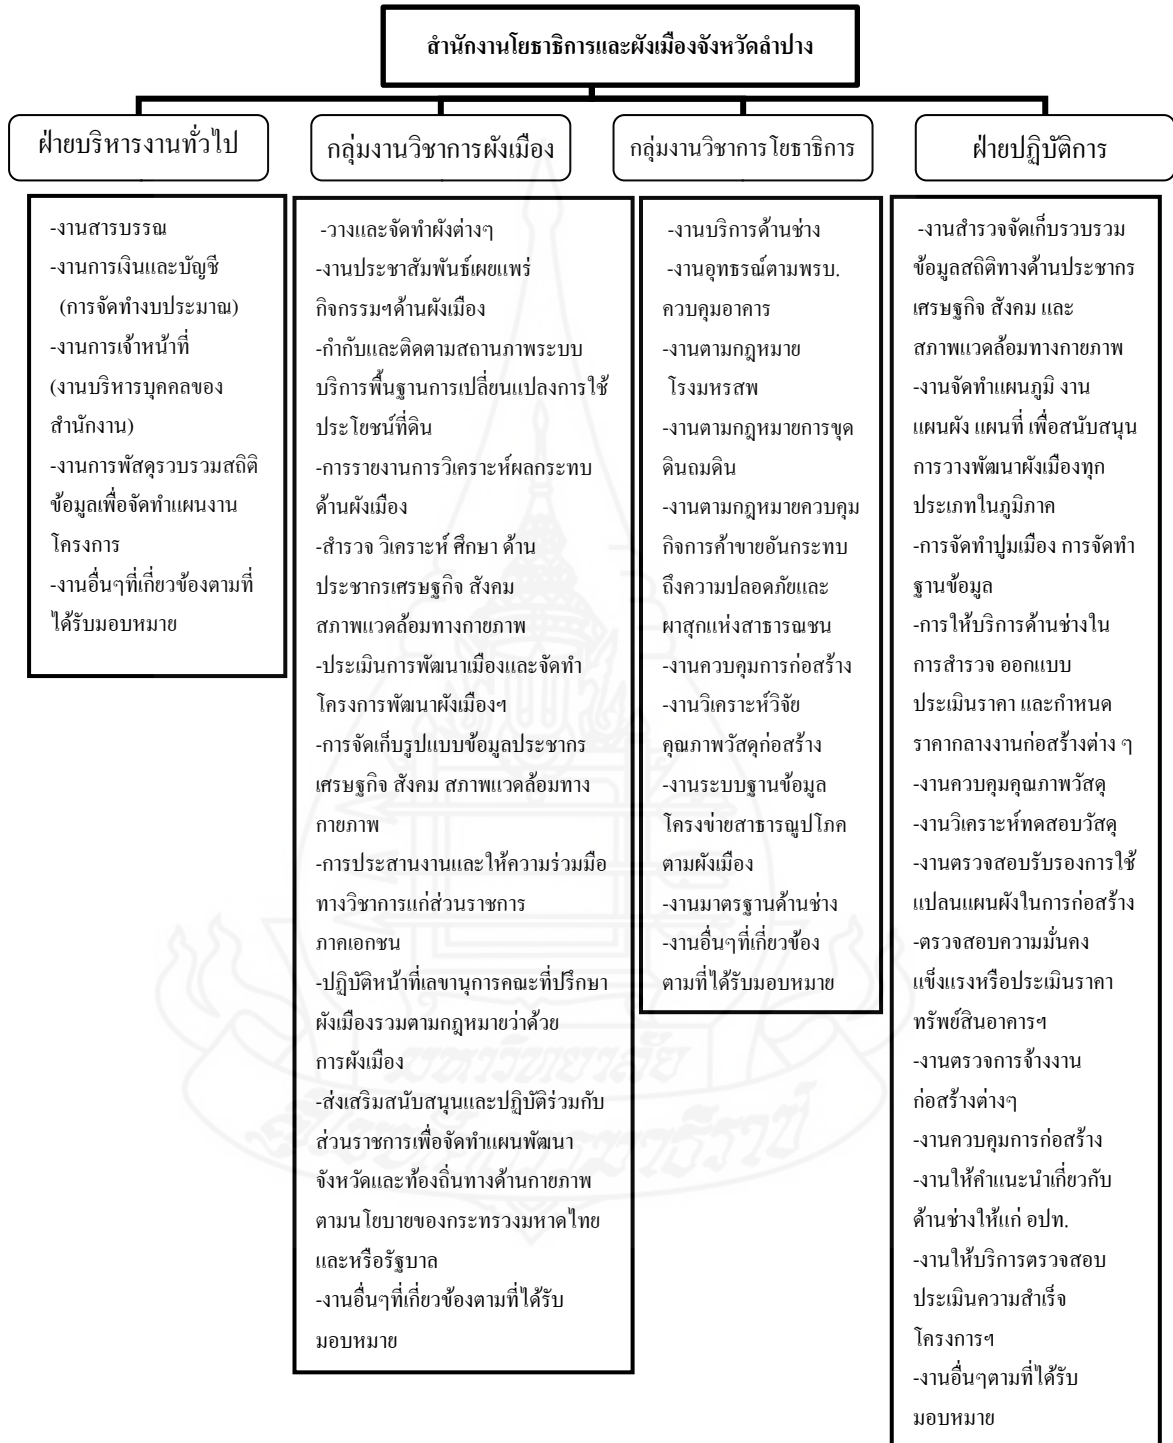 สำนักงานโยธาธิการและผังเมืองจังหวัดลำปาง
ฝ่ายบริหารงานทั่วไป
-งานสารบรรณ
-งานการเงินและบัญชี
(การจัดทำงบประมาณ)
-งานการเจ้าหน้าที่
(งานบริหารบุคคลของ
สำนักงาน)
-งานการพัสดุรวบรวมสถิติ
ข้อมูลเพื่อจัดทำแผนงาน
โครงการ
-งานอื่นๆที่เกี่ยวข้องตามที่
ได้รับมอบหมาย
กลุ่มงานวิชาการผังเมือง
-วางและจัดทำผังต่างๆ
-งานประชาสัมพันธ์เผยแพร่
กิจกรรมฯด้านผังเมือง
-กำกับและติดตามสถานภาพระบบ
บริการพื้นฐานการเปลี่ยนแปลงการใช้
ประโยชน์ที่ดิน
-การรายงานการวิเคราะห์ผลกระทบ
ด้านผังเมือง
-สำรวจ วิเคราะห์ ศึกษา ด้าน
ประชากรเศรษฐกิจ สังคม
สภาพแวดล้อมทางกายภาพ
-ประเมินการพัฒนาเมืองและจัดทำ
โครงการพัฒนาผังเมืองฯ
-การจัดเก็บรูปแบบข้อมูลประชากร
เศรษฐกิจ สังคม สภาพแวดล้อมทาง
กายภาพ
-การประสานงานและให้ความร่วมมือ
ทางวิชาการแก่ส่วนราชการ
ภาคเอกชน
-ปฏิบัติหน้าที่เลขานุการคณะที่ปรึกษา
ผังเมืองรวมตามกฎหมายว่าด้วย
การผังเมือง
-ส่งเสริมสนับสนุนและปฏิบัติร่วมกับ
ส่วนราชการเพื่อจัดทำแผนพัฒนา
จังหวัดและท้องถิ่นทางด้านกายภาพ
ตามนโยบายของกระทรวงมหาดไทย
และหรือรัฐบาล
-งานอื่นๆที่เกี่ยวข้องตามที่ได้รับ
มอบหมาย
กลุ่มงานวิชาการโยธาธิการ
-งานบริการด้านช่าง
-งานอุทธรณ์ตามพรบ.
ควบคุมอาคาร
-งานตามกฎหมาย
โรงมหรสพ
-งานตามกฎหมายการขุด
ดินถมดิน
-งานตามกฎหมายควบคุม
กิจการค้าขายอันกระทบ
ถึงความปลอดภัยและ
ผาสุกแห่งสาธารณชน
-งานควบคุมการก่อสร้าง
-งานวิเคราะห์วิจัย
คุณภาพวัสดุก่อสร้าง
-งานระบบฐานข้อมูล
โครงข่ายสาธารณูปโภค
ตามผังเมือง
-งานมาตรฐานด้านช่าง
-งานอื่นๆที่เกี่ยวข้อง
ตามที่ได้รับมอบหมาย
ฝ่ายปฏิบัติการ
-งานสำรวจจัดเก็บรวบรวม
ข้อมูลสถิติทางด้านประชากร
เศรษฐกิจ สังคม และ
สภาพแวดล้อมทางกายภาพ
-งานจัดทำแผนภูมิ งาน
แผนผัง แผนที่ เพื่อสนับสนุน
การวางพัฒนาผังเมืองทุก
ประเภทในภูมิภาค
-การจัดทำปูมเมือง การจัดทำ
ฐานข้อมูล
-การให้บริการด้านช่างใน
การสำรวจ ออกแบบ
ประเมินราคา และกำหนด
ราคากลางงานก่อสร้างต่าง ๆ
-งานควบคุมคุณภาพวัสดุ
-งานวิเคราะห์ทดสอบวัสดุ
-งานตรวจสอบรับรองการใช้
แปลนแผนผังในการก่อสร้าง
-ตรวจสอบความมั่นคง
แข็งแรงหรือประเมินราคา
ทรัพย์สินอาคารฯ
-งานตรวจการจ้างงาน
ก่อสร้างต่างๆ
-งานควบคุมการก่อสร้าง
-งานให้คำแนะนำเกี่ยวกับ
ด้านช่างให้แก่ อปท.
-งานให้บริการตรวจสอบ
ประเมินความสำเร็จ
โครงการฯ
-งานอื่นๆตามที่ได้รับ
มอบหมาย
มหาวิทยาลัย
สุโขทัยธรรมาธิราช